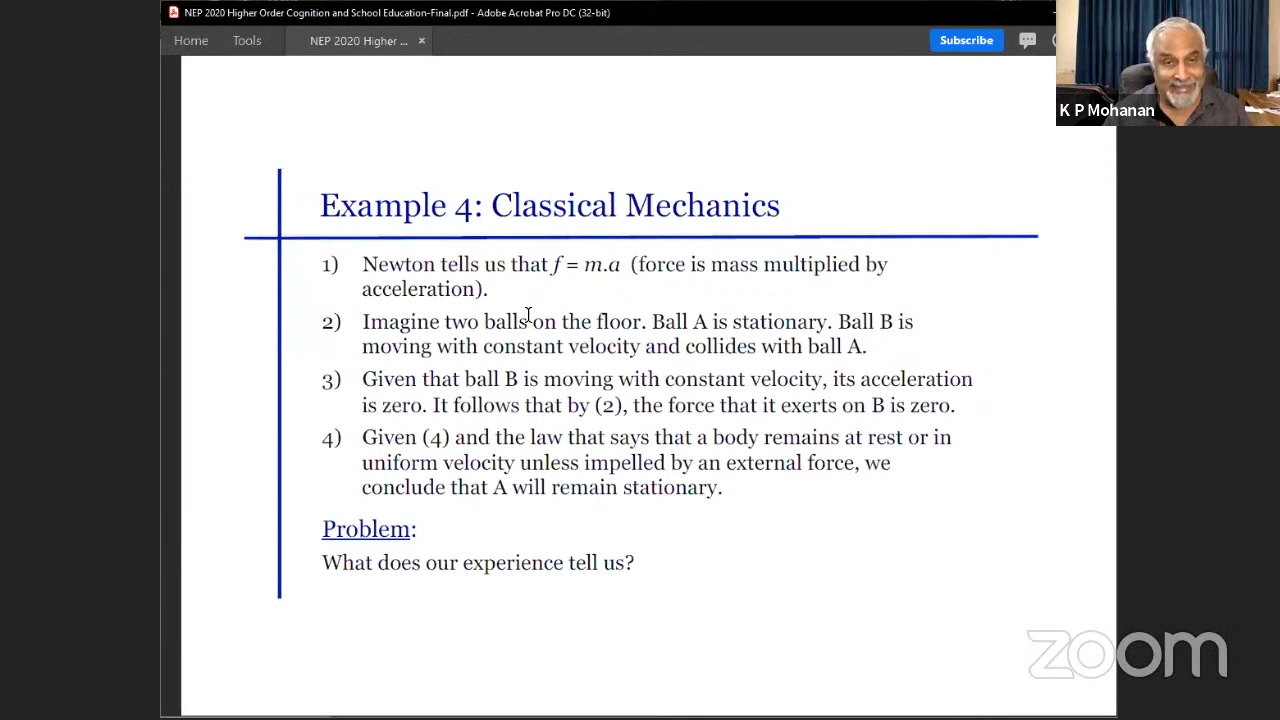 NEP 2020 Higher Order Cognition and School Education-Final.pdf - Adobe Acrobat Pro DC (32-bit)
Home Tools NEP 2020 Higher ... × Subscribe
K P Mohanan
Example 4: Classical Mechanics
1) Newton tells us that f = m.a (force is mass multiplied by
acceleration).
2) Imagine two balls on the floor. Ball A is stationary. Ball B is
moving with constant velocity and collides with ball A.
3) Given that ball B is moving with constant velocity, its acceleration
is zero. It follows that by (2), the force that it exerts on B is zero.
4) Given (4) and the law that says that a body remains at rest or in
uniform velocity unless impelled by an external force, we
conclude that A will remain stationary.
Problem:
What does our experience tell us?
zoom